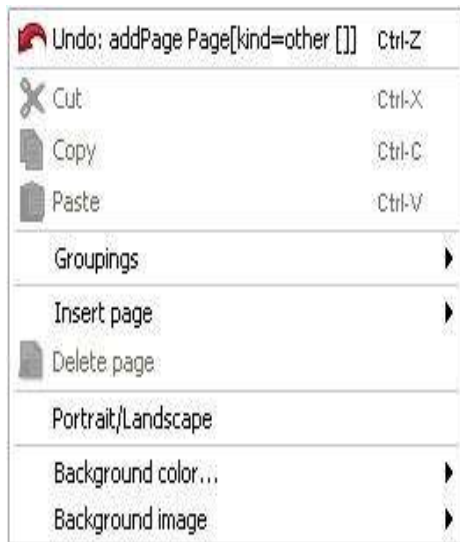 Undo: addPage Page[kind=other []] Ctrl-Z
Cut Ctrl-X
Copy Ctrl-C
Paste Ctrl-V
Groupings
Insert page
Delete page
Portrait/Landscape
Background color...
Background image